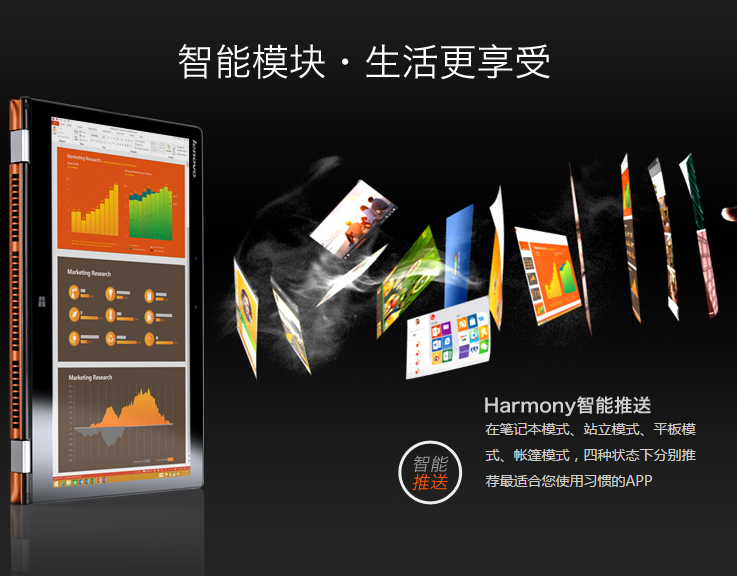 智能模块·生活更享受
lenovo
Marketing Research
Marketing Research
Marketing Research
Harmony智能推送
在笔记本模式、站立模式、平板模
式、帐篷模式，四种状态下分别推
荐最适合您使用习惯的APP
智能
推送